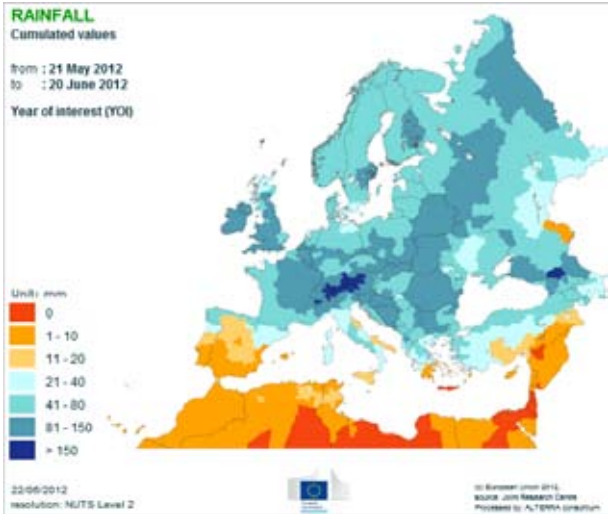 RAINFALL
Cumulated values
from : 21 May 2012
to : 20 June 2012
Year of interest (YOI)
Unit: mm
0
1 - 10
11 - 20
21 - 40
41 - 80
81 - 150
> 150
22/06/2012
resolution: NUTS Level 2
(c) European Union 2012,
source: Joint Research Centre
Processed by: ALTERRA consortium